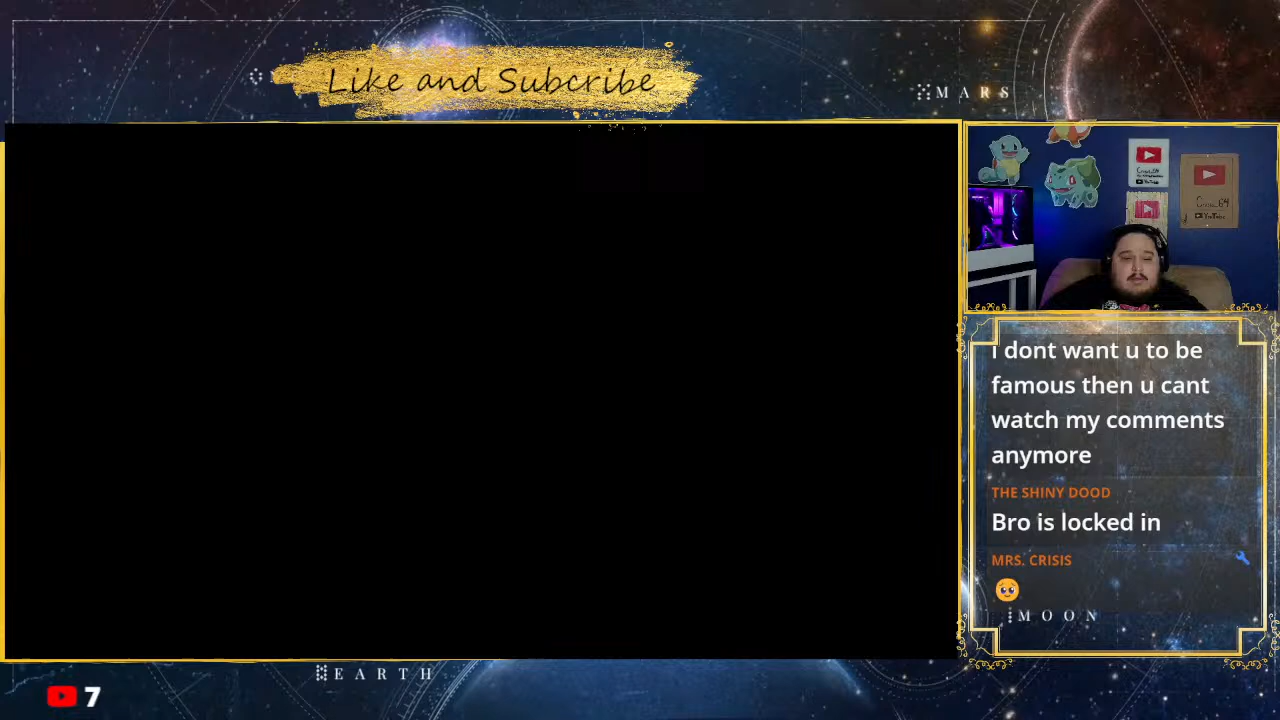 Like and Subcribe
MARS
i dont want u to be
famous then u cant
watch my comments
anymore
THE SHINY DOOD
Bro is locked in
MRS. CRISIS
MOON
EARTH
7